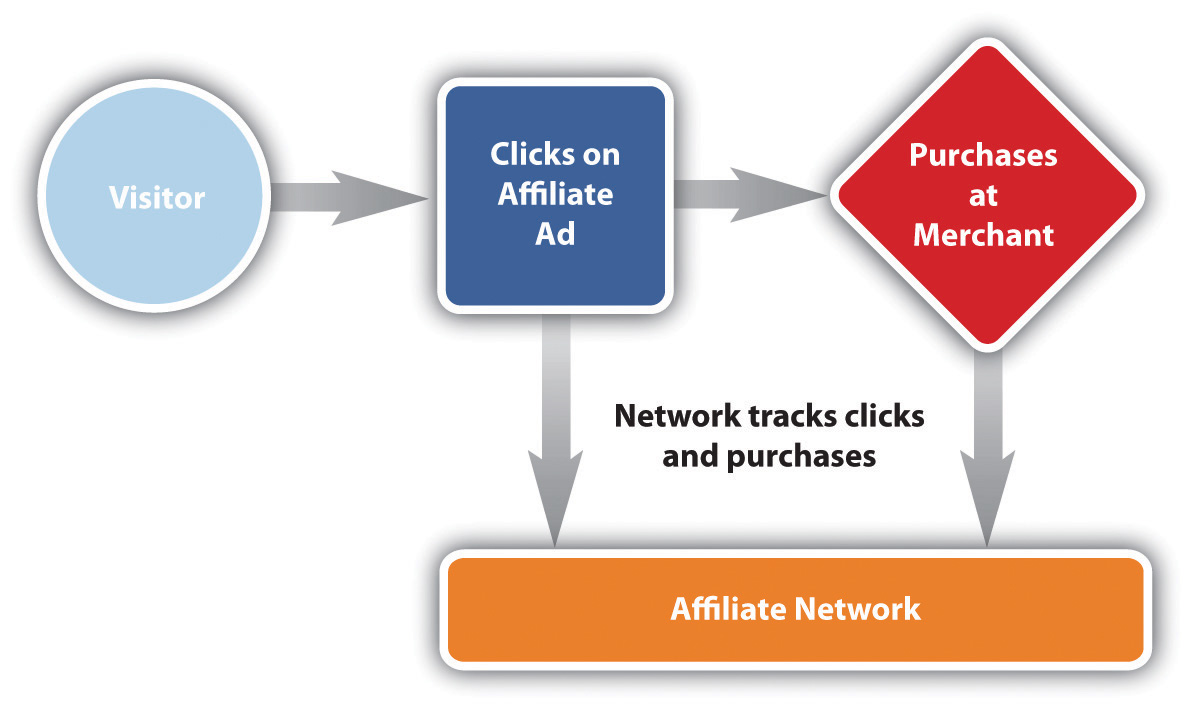 Visitor
Clicks on
Affiliate
Ad
Purchases
at
Merchant
Network tracks clicks
and purchases
Affiliate Network